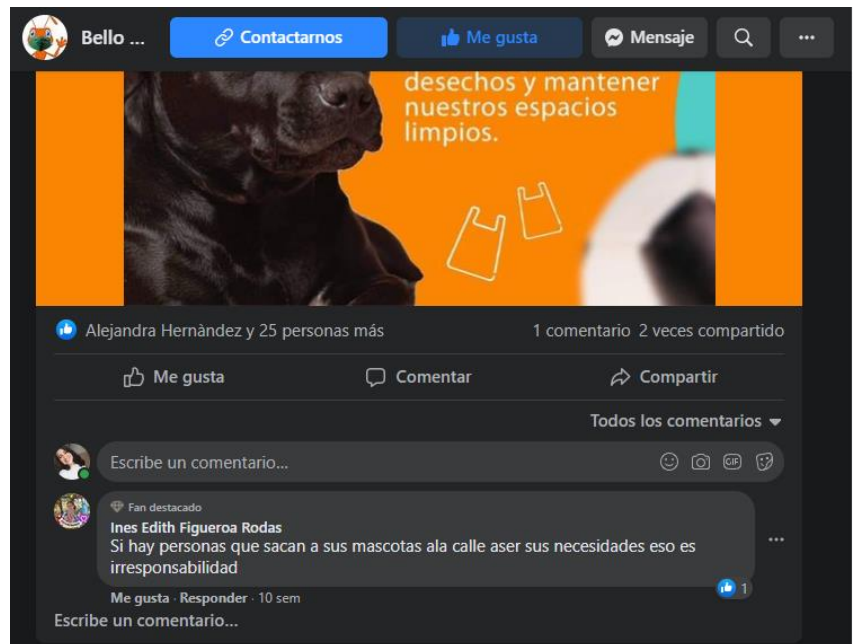 Bello ...
Contactarnos
Me gusta
Mensaje
desechos y mantener
nuestros espacios
limpios.
Alejandra Hernàndez y 25 personas más
1 comentario 2 veces compartido
Me gusta
Comentar
Compartir
Todos los comentarios
Escribe un comentario...
GIF
Fan destacado
Ines Edith Figueroa Rodas
Si hay personas que sacan a sus mascotas ala calle aser sus necesidades eso es
irresponsabilidad
1
Me gusta · Responder · 10 sem
Escribe un comentario...